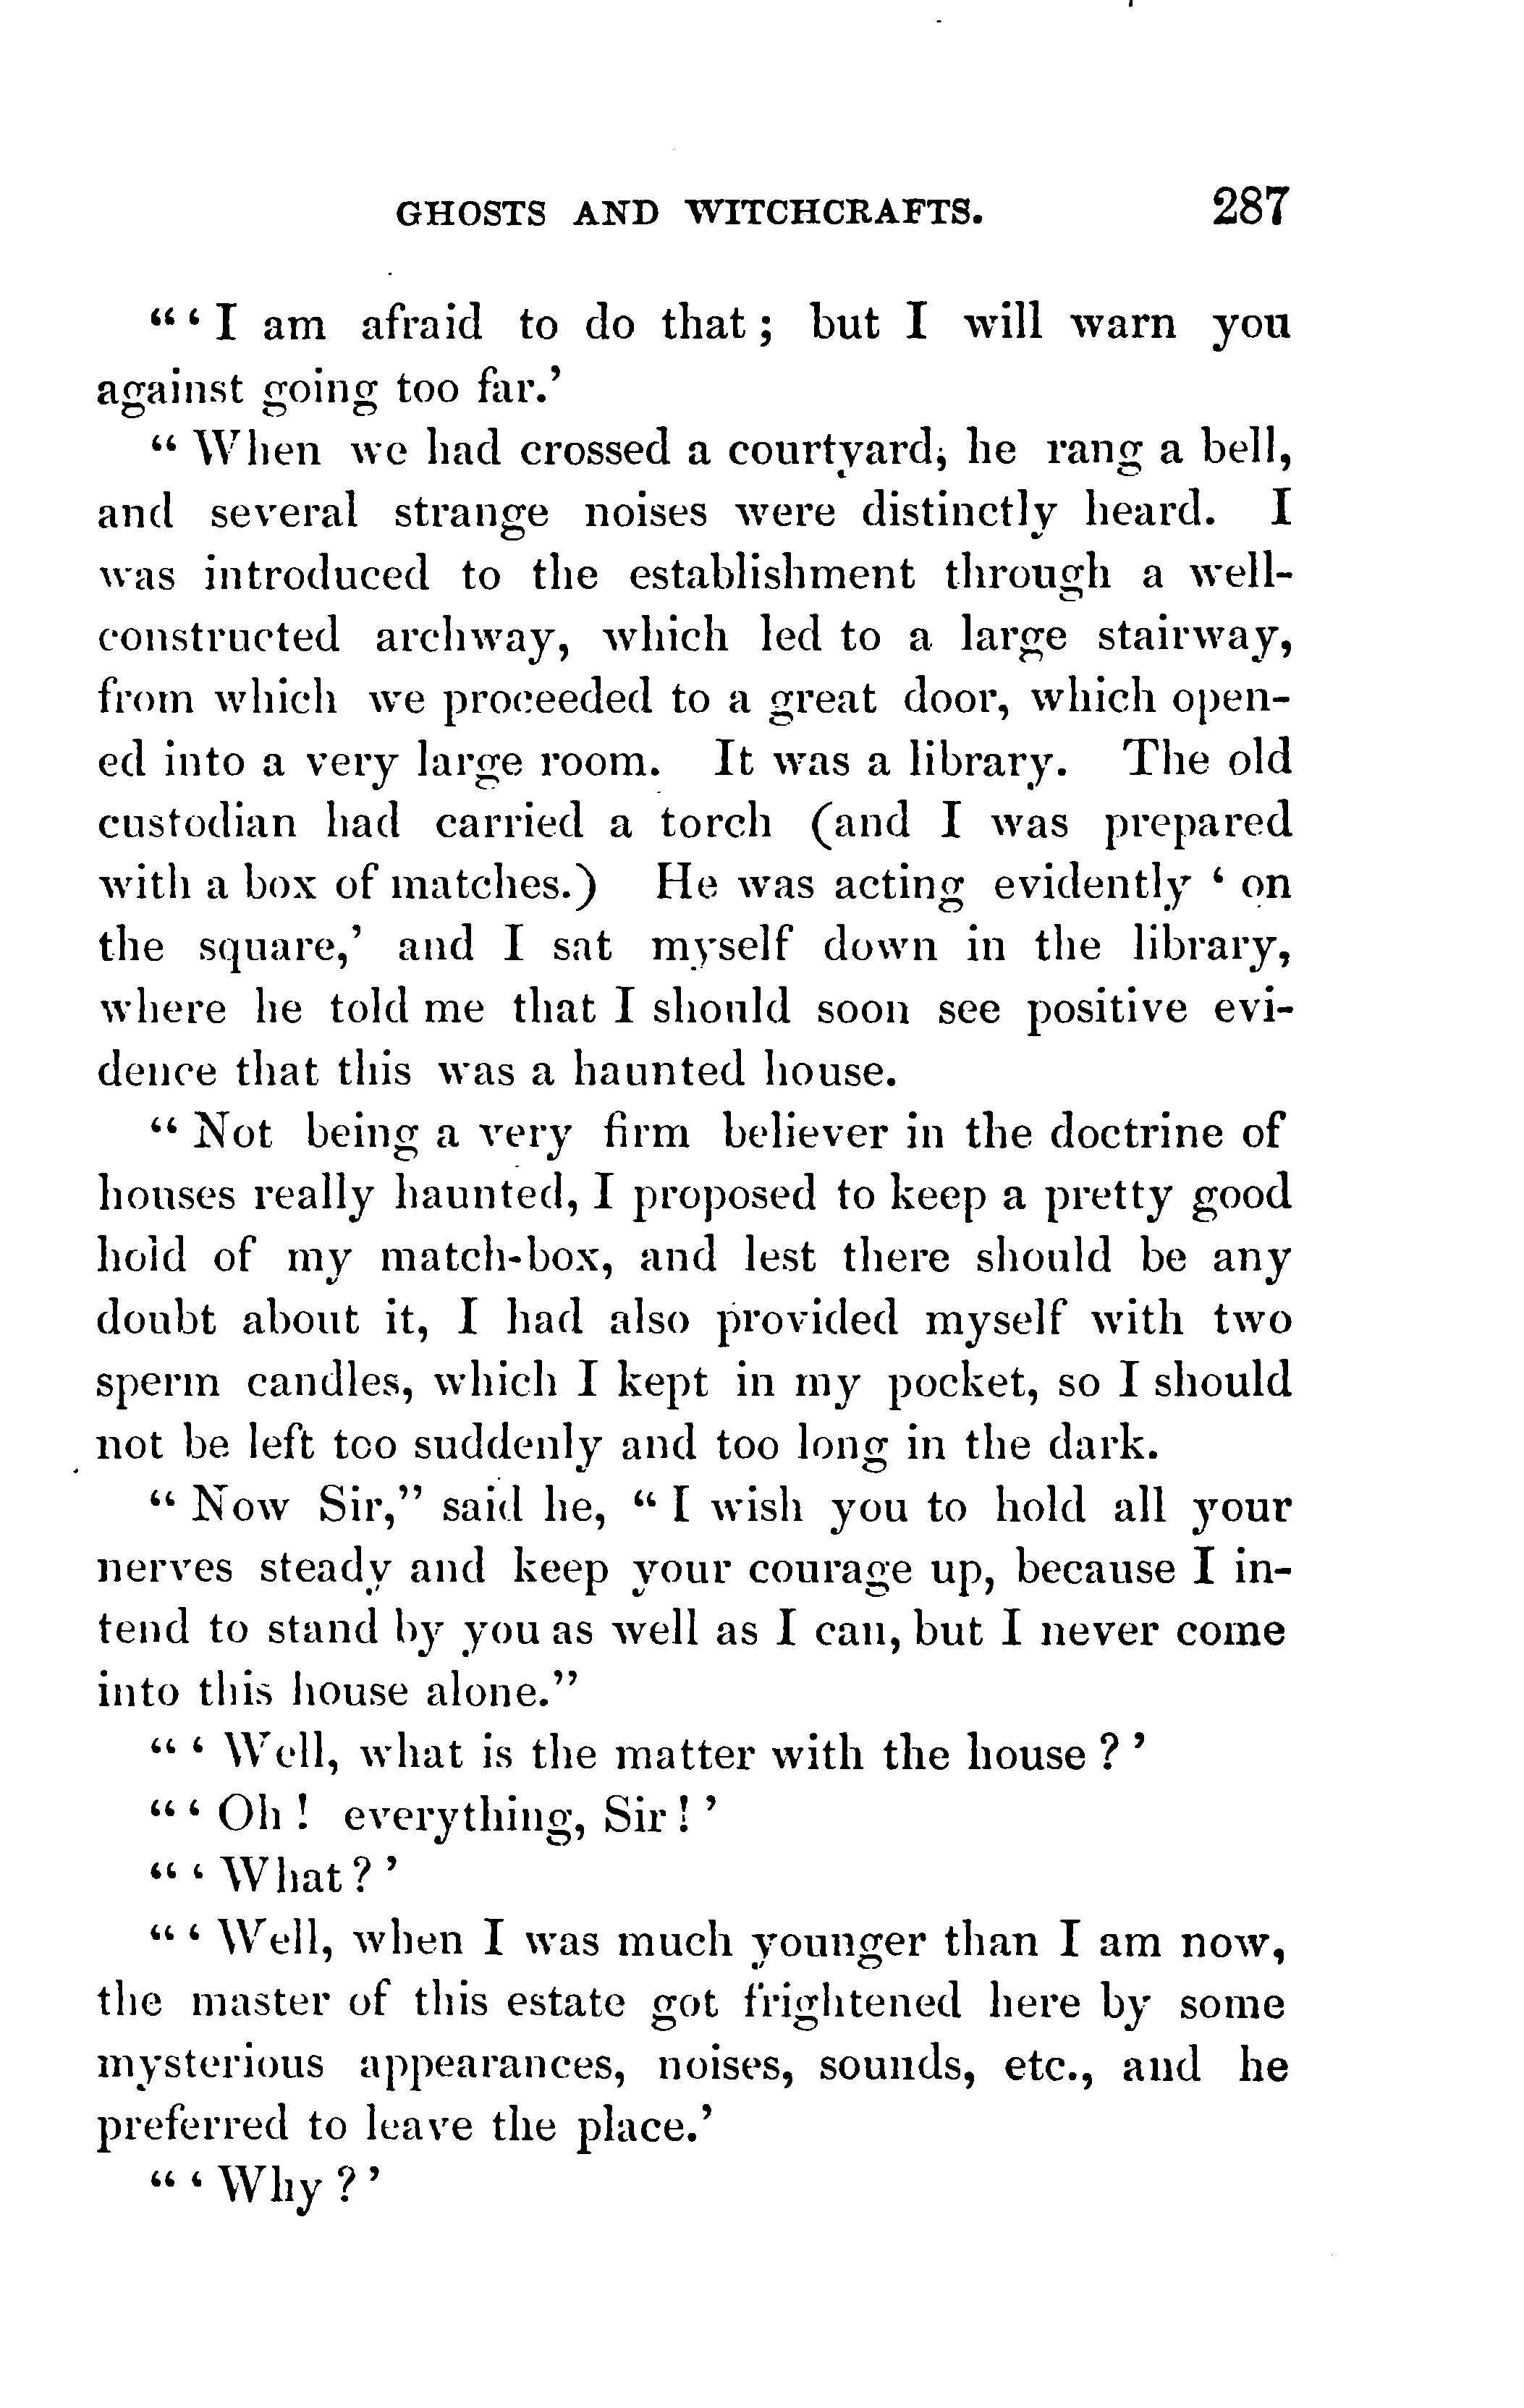 GHOSTS AND WITCHCRAFTS. 287
“‘I am afraid to do that; but I will warn you
against going too far.’
“When we had crossed a courtyard, he rang a bell,
and several strange noises were distinctly heard. I
was introduced to the establishment through a well-
constructed archway, which led to a large stairway,
from which we proceeded to a great door, which open-
ed into a very large room. It was a library. The old
custodian had carried a torch (and I was prepared
with a box of matches.) He was acting evidently ‘on
the square,’ and I sat myself down in the library,
where he told me that I should soon see positive evi-
dence that this was a haunted house.
“Not being a very firm believer in the doctrine of
houses really haunted, I proposed to keep a pretty good
hold of my match-box, and lest there should be any
doubt about it, I had also provided myself with two
sperm candles, which I kept in my pocket, so I should
not be left too suddenly and too long in the dark.
“Now Sir,” said he, “I wish you to hold all your
nerves steady and keep your courage up, because I in-
tend to stand by you as well as I can, but I never come
into this house alone.”
“‘Well, what is the matter with the house?’
“‘Oh! everything, Sir!’
“‘What?’
“‘Well, when I was much younger than I am now,
the master of this estate got frightened here by some
mysterious appearances, noises, sounds, etc., and he
preferred to leave the place.’
“‘Why?’